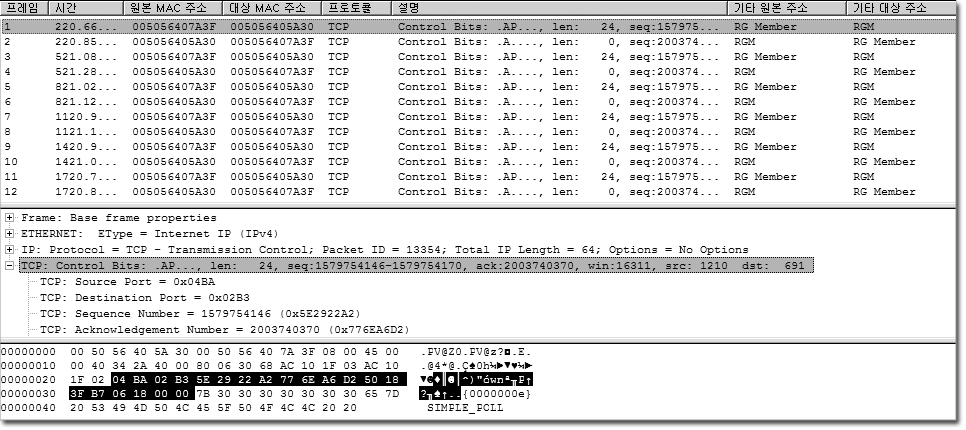 프레임 시간 원본 MAC 주소 대상 MAC 주소 프로토콜 설명 기타 원본 주소 기타 대상 주소
1 220.66... 005056407A3F 005056405A30 TCP Control Bits: .AP..., len: 24, seq:157975... RG Member RGM
2 220.85... 005056405A30 005056407A3F TCP Control Bits: .A...., len: 0, seq:200374... RGM RG Member
3 521.08... 005056407A3F 005056405A30 TCP Control Bits: .AP..., len: 24, seq:157975... RG Member RGM
4 521.28... 005056405A30 005056407A3F TCP Control Bits: .A...., len: 0, seq:200374... RGM RG Member
5 821.02... 005056407A3F 005056405A30 TCP Control Bits: .AP..., len: 24, seq:157975... RG Member RGM
6 821.12... 005056405A30 005056407A3F TCP Control Bits: .A...., len: 0, seq:200374... RGM RG Member
7 1120.9... 005056407A3F 005056405A30 TCP Control Bits: .AP..., len: 24, seq:157975... RG Member RGM
8 1121.1... 005056405A30 005056407A3F TCP Control Bits: .A...., len: 0, seq:200374... RGM RG Member
9 1420.9... 005056407A3F 005056405A30 TCP Control Bits: .AP..., len: 24, seq:157975... RG Member RGM
10 1421.0... 005056405A30 005056407A3F TCP Control Bits: .A...., len: 0, seq:200374... RGM RG Member
11 1720.7... 005056407A3F 005056405A30 TCP Control Bits: .AP..., len: 24, seq:157975... RG Member RGM
12 1720.8... 005056405A30 005056407A3F TCP Control Bits: .A...., len: 0, seq:200374... RGM RG Member
Frame: Base frame properties
ETHERNET: EType = Internet IP (IPv4)
IP: Protocol = TCP - Transmission Control; Packet ID = 13354; Total IP Length = 64; Options = No Options
TCP: Control Bits: .AP..., len: 24, seq:1579754146-1579754170, ack:2003740370, win:16311, src: 1210 dst: 691
TCP: Source Port = 0x04BA
TCP: Destination Port = 0x02B3
TCP: Sequence Number = 1579754146 (0x5E2922A2)
TCP: Acknowledgement Number = 2003740370 (0x776EA6D2)
00000000 00 50 56 40 5A 30 00 50 56 40 7A 3F 08 00 45 00 .PV@Z0.PV@z?◘.E.
00000010 00 40 34 2A 40 00 80 06 30 68 AC 10 1F 03 AC 10 .@4*@.Ç♠0h¼►▼♥¼►
00000020 1F 02 04 BA 02 B3 5E 29 22 A2 77 6E A6 D2 50 18
00000030 3F B7 06 18 00 00 7B 30 30 30 30 30 30 30 65 7D {0000000e}
00000040 20 53 49 4D 50 4C 45 5F 50 4F 4C 4C 20 20 SIMPLE_POLL